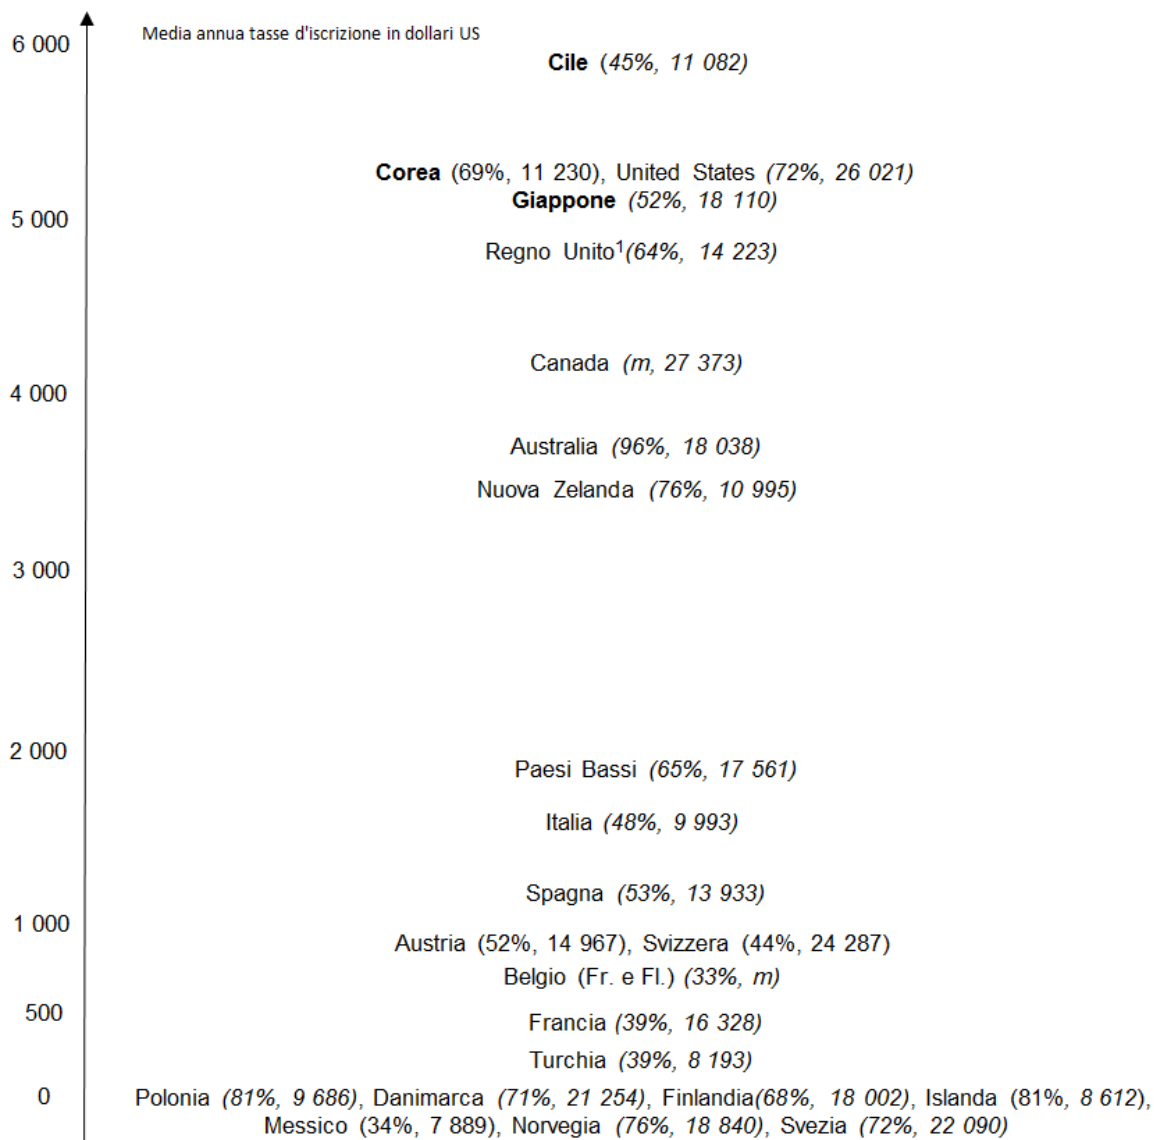 Media annua tasse d'iscrizione in dollari US
6 000
Cile (45%, 11 082)
Corea (69%, 11 230), United States (72%, 26 021)
Giappone (52%, 18 110)
5 000
Regno Unito¹(64%, 14 223)
Canada (m, 27 373)
4 000
Australia (96%, 18 038)
Nuova Zelanda (76%, 10 995)
3 000
2 000
Paesi Bassi (65%, 17 561)
Italia (48%, 9 993)
Spagna (53%, 13 933)
1 000
Austria (52%, 14 967), Svizzera (44%, 24 287)
Belgio (Fr. e Fl.) (33%, m)
500
Francia (39%, 16 328)
Turchia (39%, 8 193)
0
Polonia (81%, 9 686), Danimarca (71%, 21 254), Finlandia(68%, 18 002), Islanda (81%, 8 612),
Messico (34%, 7 889), Norvegia (76%, 18 840), Svezia (72%, 22 090)